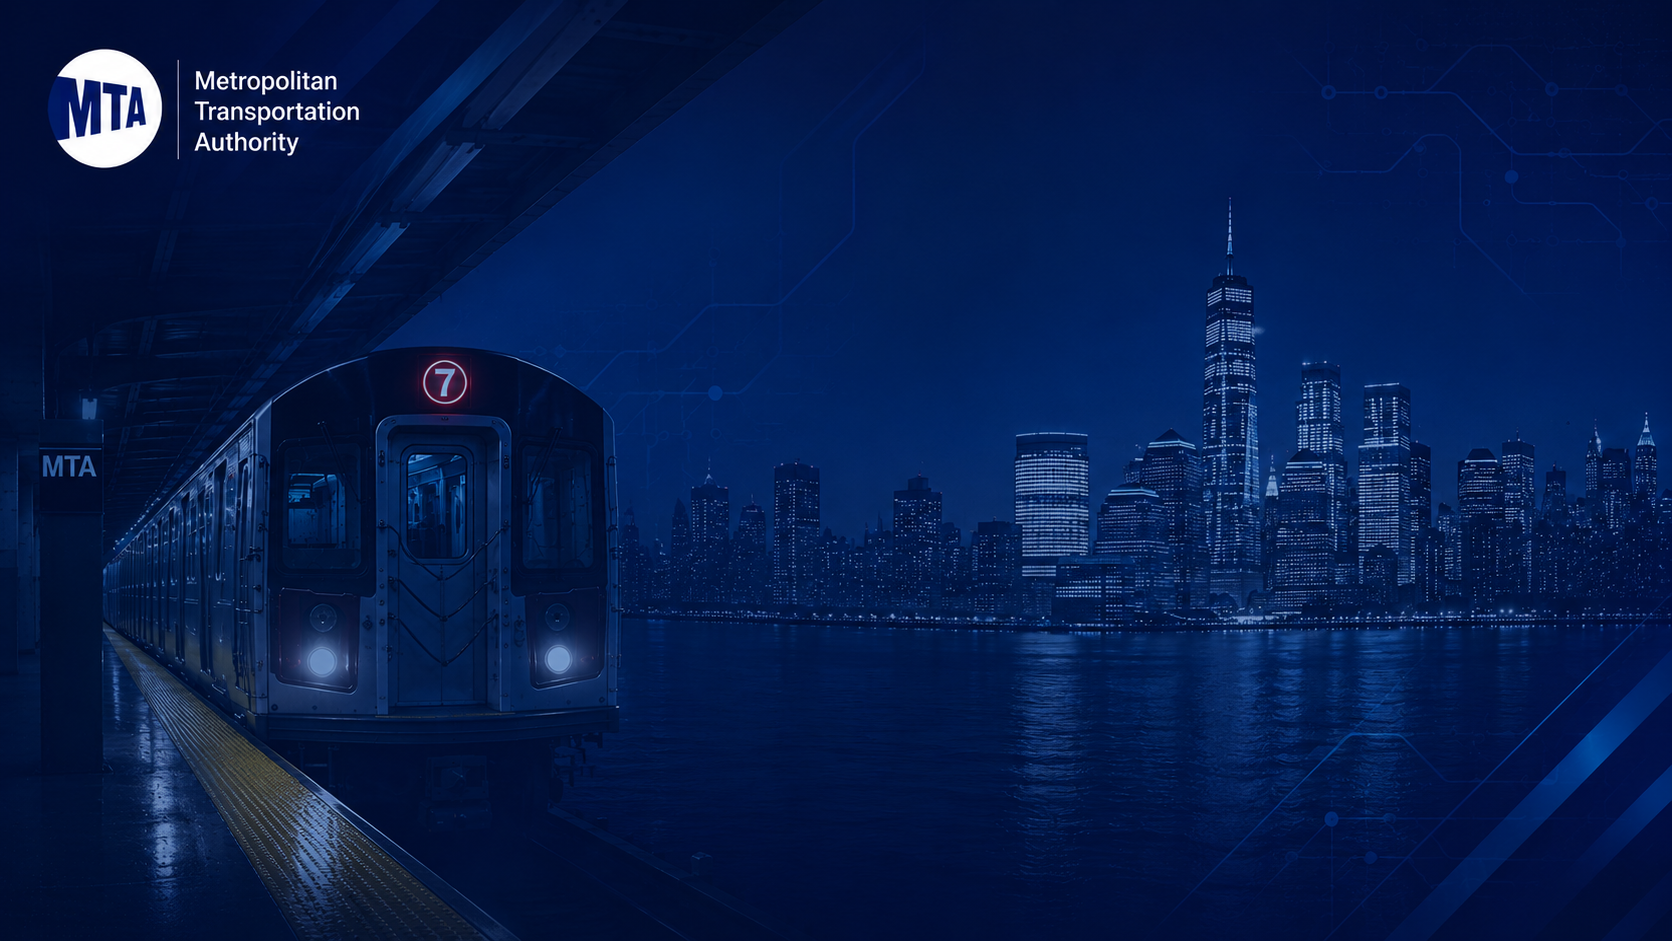 MTA
Metropolitan
Transportation
Authority
7
MTA